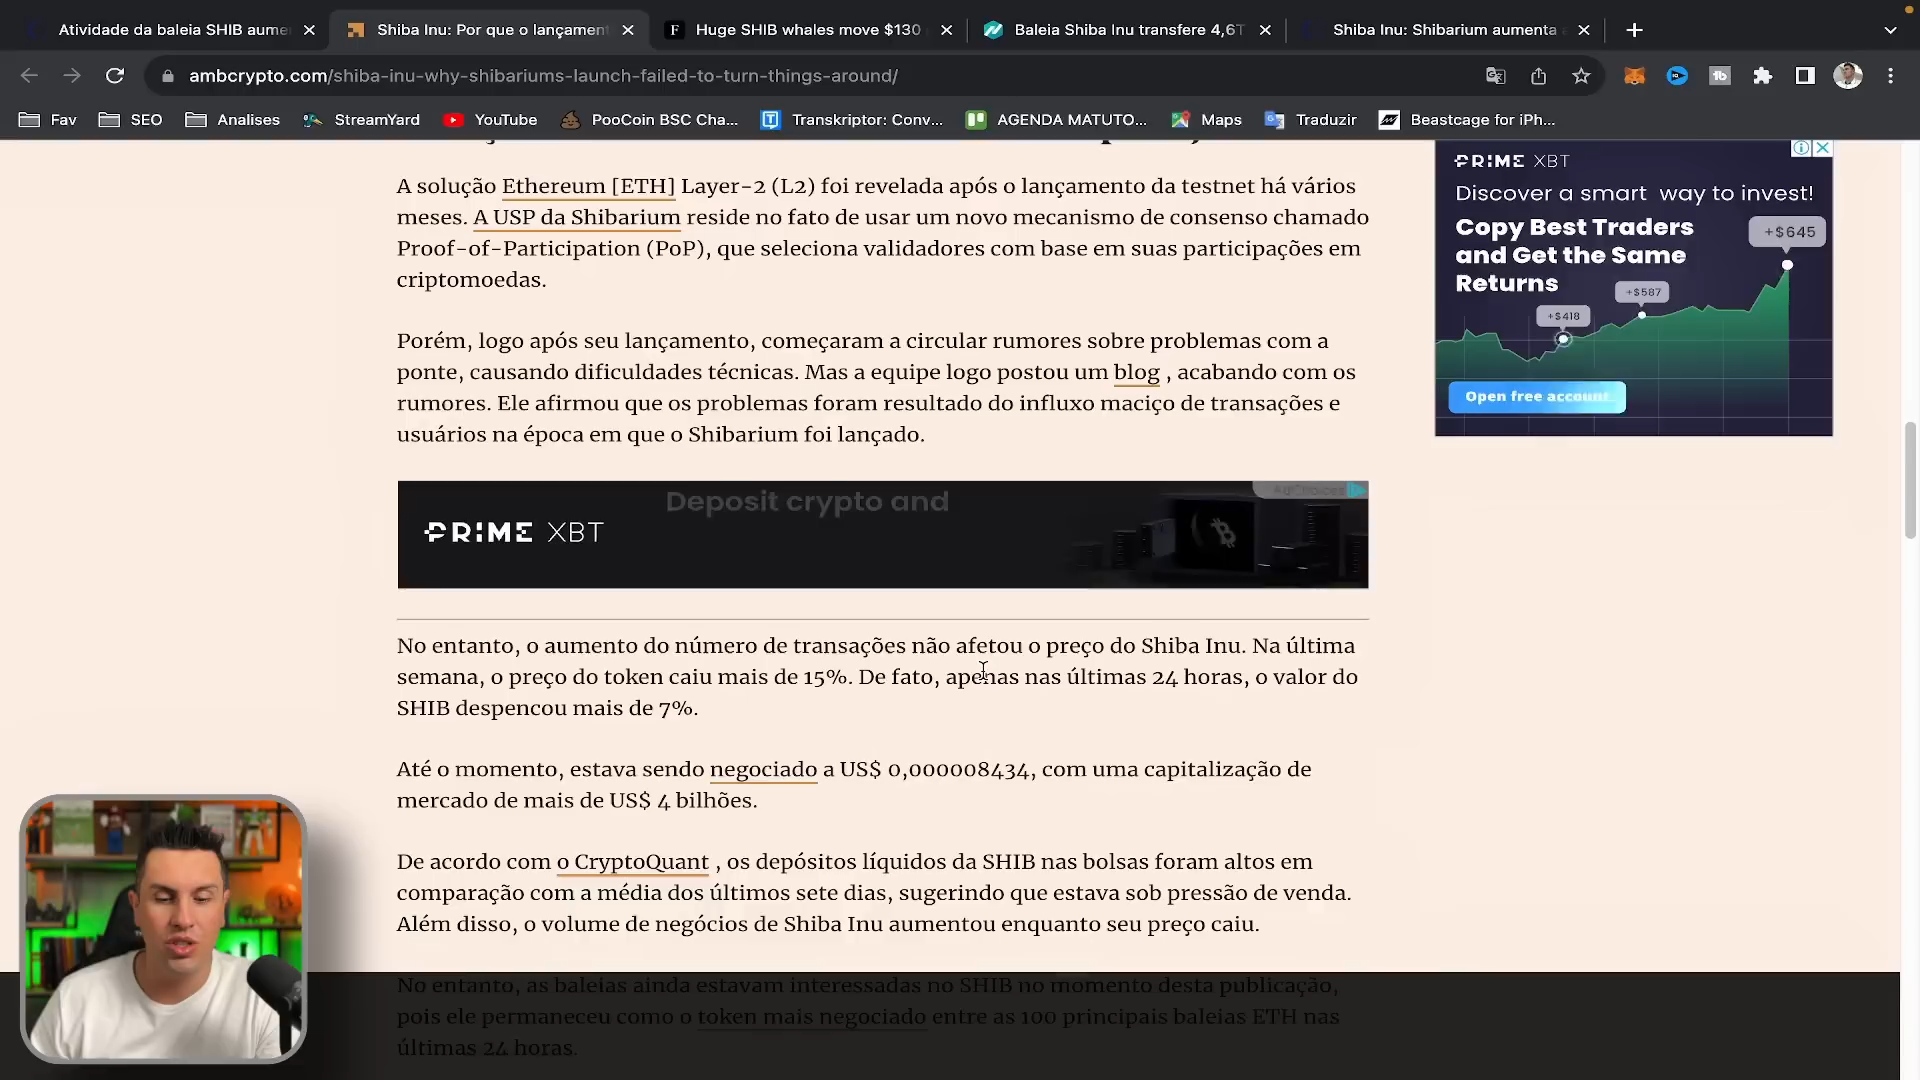 Atividade da baleia SHIB aume
Shiba Inu: Por que o lançament
Huge SHIB whales move $130
Baleia Shiba Inu transfere 4,6T
Shiba Inu: Shibarium aumenta
ambcrypto.com/shiba-inu-why-shibariums-launch-failed-to-turn-things-around/
Fav
SEO
Analises
StreamYard
YouTube
PooCoin BSC Cha...
Transkriptor: Conv...
AGENDA MATUTO...
Maps
Traduzir
Beastcage for iPh...
A solução Ethereum [ETH] Layer-2 (L2) foi revelada após o lançamento da testnet há vários
meses. A USP da Shibarium reside no fato de usar um novo mecanismo de consenso chamado
Proof-of-Participation (PoP), que seleciona validadores com base em suas participações em
criptomoedas.
Porém, logo após seu lançamento, começaram a circular rumores sobre problemas com a
ponte, causando dificuldades técnicas. Mas a equipe logo postou um blog , acabando com os
rumores. Ele afirmou que os problemas foram resultado do influxo maciço de transações e
usuários na época em que o Shibarium foi lançado.
Deposit crypto and
PRIME XBT
AdChoices
No entanto, o aumento do número de transações não afetou o preço do Shiba Inu. Na última
semana, o preço do token caiu mais de 15%. De fato, apenas nas últimas 24 horas, o valor do
SHIB despencou mais de 7%.
Até o momento, estava sendo negociado a US$ 0,000008434, com uma capitalização de
mercado de mais de US$ 4 bilhões.
De acordo com o CryptoQuant , os depósitos líquidos da SHIB nas bolsas foram altos em
comparação com a média dos últimos sete dias, sugerindo que estava sob pressão de venda.
Além disso, o volume de negócios de Shiba Inu aumentou enquanto seu preço caiu.
No entanto, as baleias ainda estavam interessadas no SHIB no momento desta publicação,
pois ele permaneceu como o token mais negociado entre as 100 principais baleias ETH nas
últimas 24 horas.
PRIME XBT
Discover a smart way to invest!
Copy Best Traders
and Get the Same
Returns
+$645
+$587
+$418
Open free account